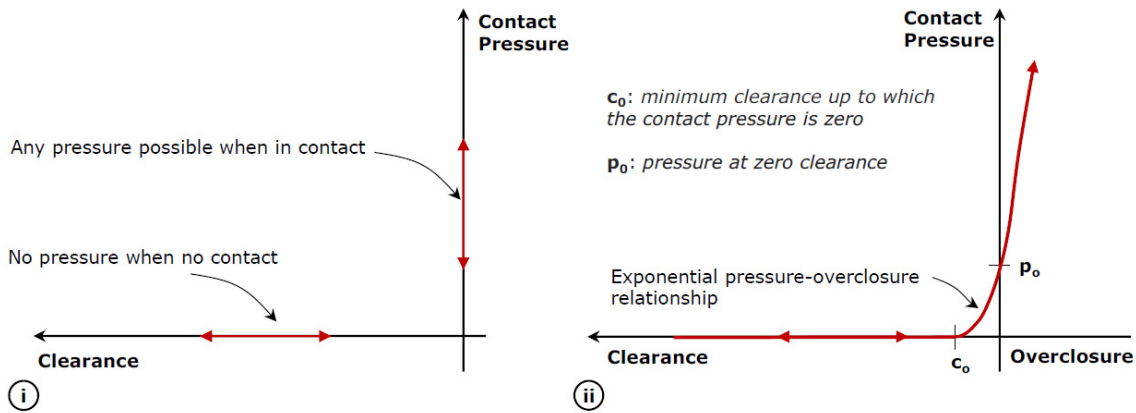 Contact
Pressure
Any pressure possible when in contact
No pressure when no contact
Clearance
i
Contact
Pressure
c₀: minimum clearance up to which
the contact pressure is zero
p₀: pressure at zero clearance
Exponential pressure-overclosure
relationship
pₒ
Clearance
cₒ
Overclosure
ii